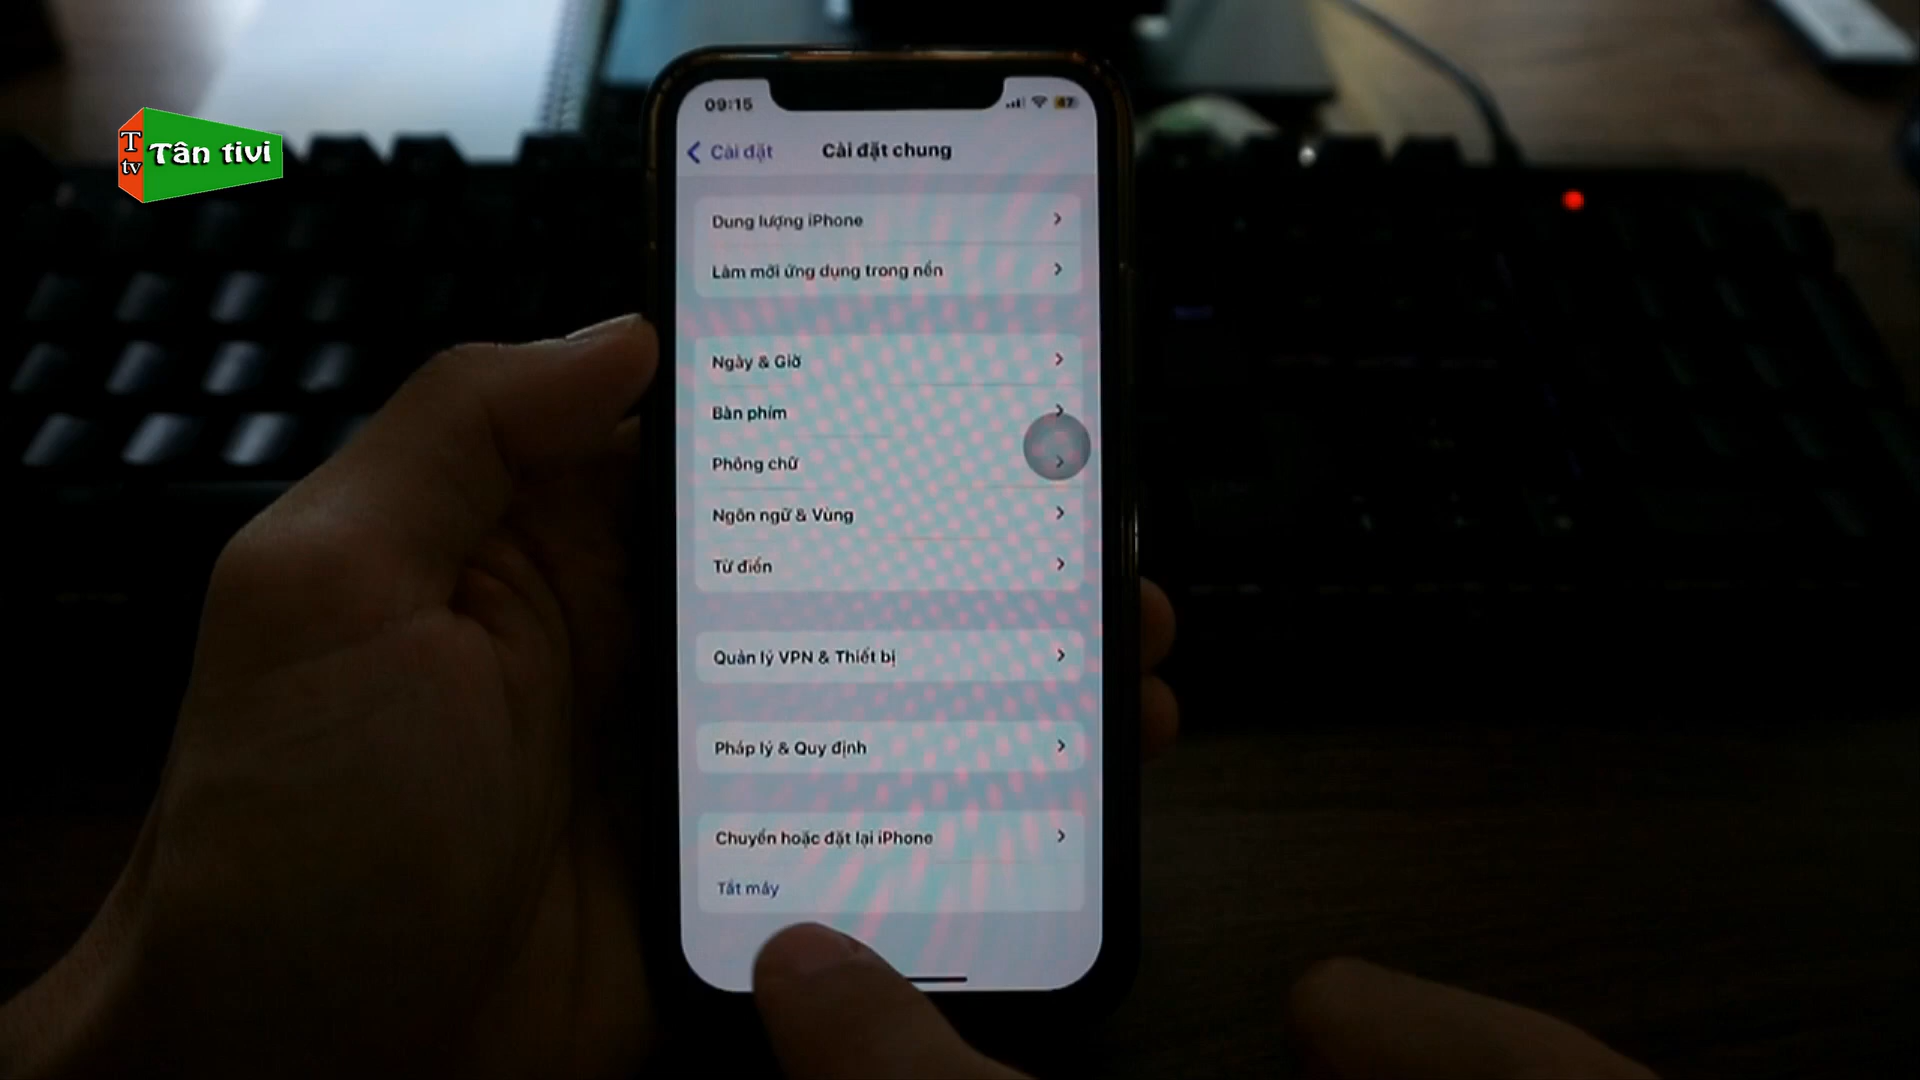 T
tv
Tân tivi
09:15
47
Cài đặt
Cài đặt chung
Dung lượng iPhone
Làm mới ứng dụng trong nền
Ngày & Giờ
Bàn phím
Phông chữ
Ngôn ngữ & Vùng
Từ điển
Quản lý VPN & Thiết bị
Pháp lý & Quy định
Chuyển hoặc đặt lại iPhone
Tắt máy